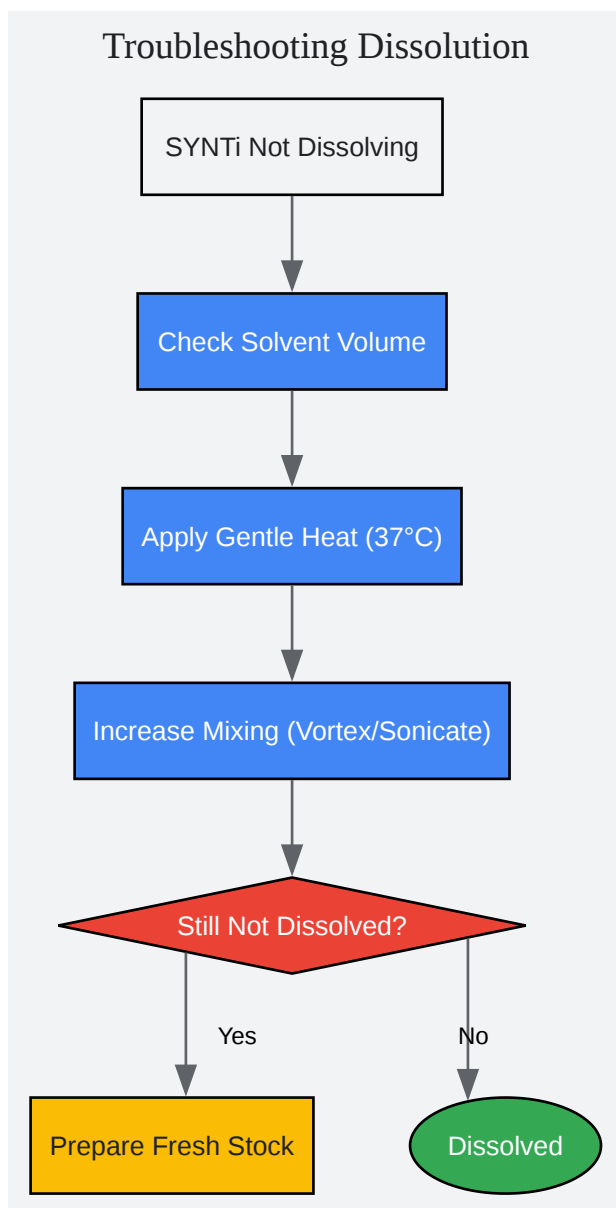 Troubleshooting Dissolution
SYNTi Not Dissolving
Check Solvent Volume
Apply Gentle Heat (37°C)
Increase Mixing (Vortex/Sonicate)
Still Not Dissolved?
Yes
No
Prepare Fresh Stock
Dissolved